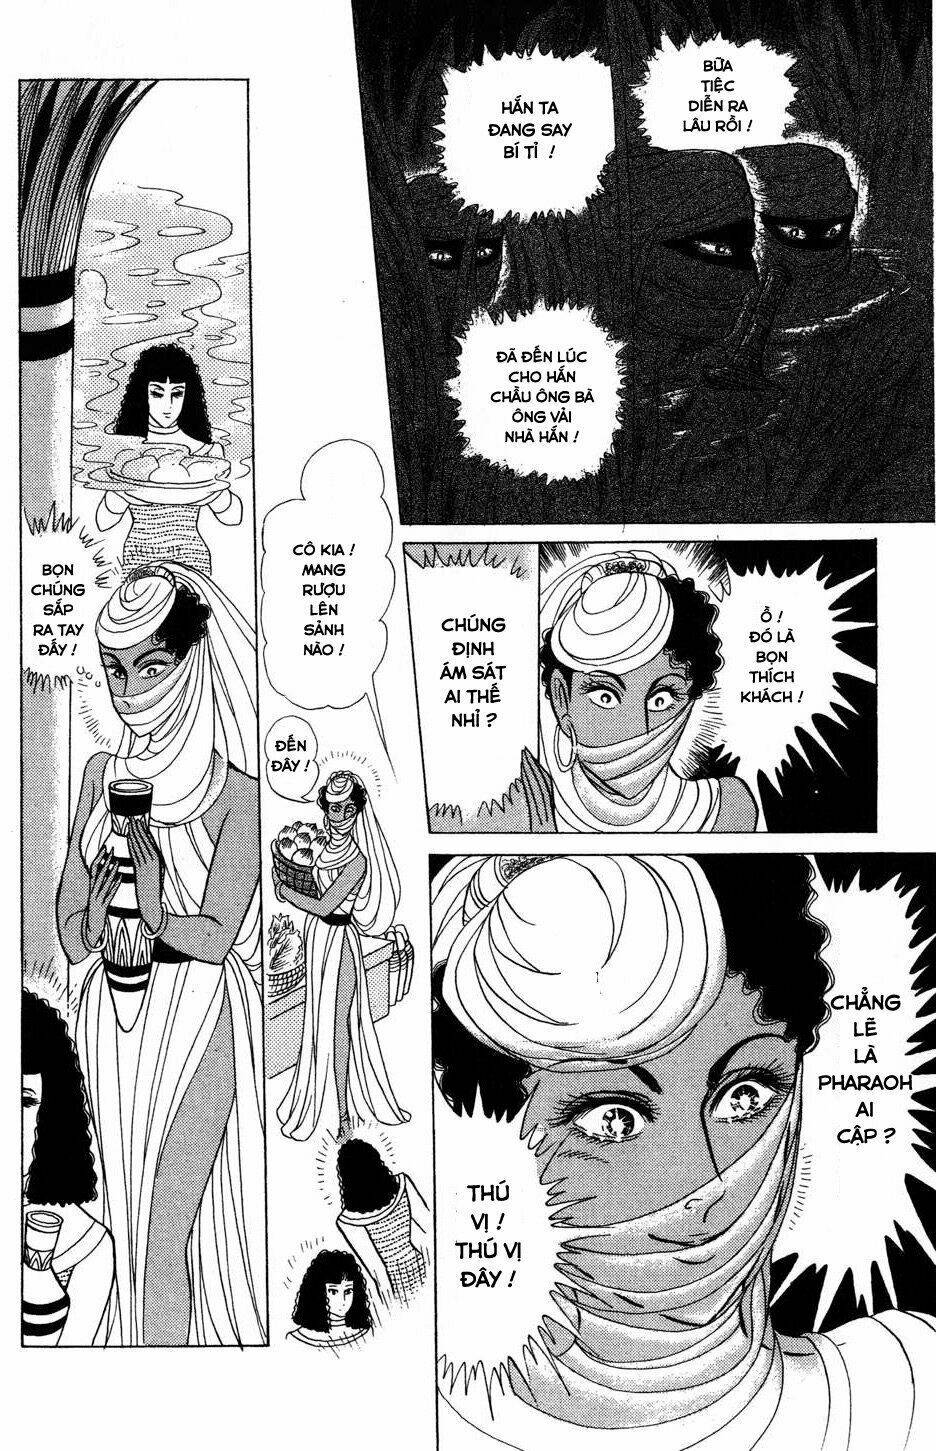 BỮA
TIỆC
DIỄN RA
LÂU RỒI !
HẮN TA
ĐANG SAY
BÍ TỈ !
ĐÃ ĐẾN LÚC
CHO HẮN
CHẦU ÔNG BÀ
ÔNG VẢI
NHÀ HẮN !
Ồ !
ĐÓ LÀ
BỌN
THÍCH
KHÁCH !
CHÚNG
ĐỊNH
ÁM SÁT
AI THẾ
NHỈ ?
CHẲNG
LẼ
LÀ
PHARAOH
AI
CẬP ?
THÚ
VỊ !
THÚ VỊ
ĐÂY !
CÔ KIA !
MANG
RƯỢU
LÊN
SẢNH
NÀO !
ĐẾN
ĐÂY !
BỌN
CHÚNG
SẮP
RA TAY
ĐẤY !